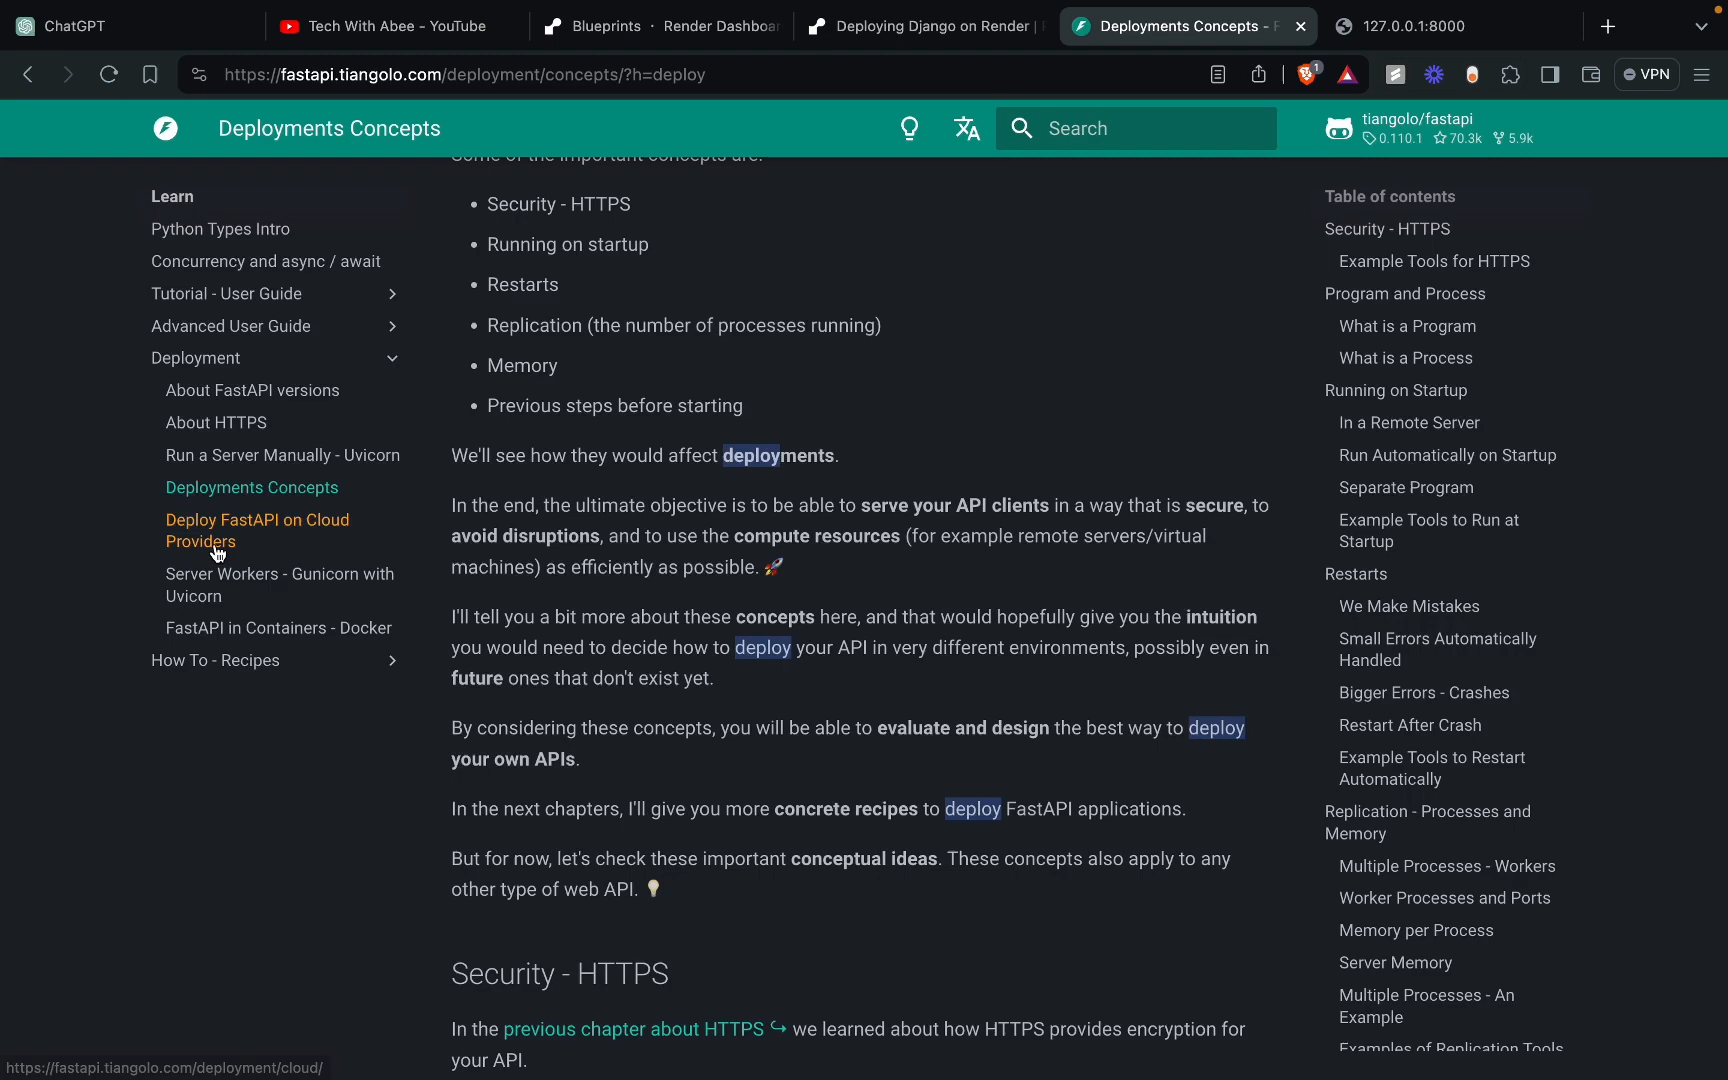 ChatGPT
Tech With Abee - YouTube
Blueprints · Render Dashboa
Deploying Django on Render |
Deployments Concepts - F
127.0.0.1:8000
https://fastapi.tiangolo.com/deployment/concepts/?h=deploy
1
VPN
Deployments Concepts
Search
tiangolo/fastapi
0.110.1 70.3k 5.9k
Learn
Python Types Intro
Concurrency and async / await
Tutorial - User Guide
Advanced User Guide
Deployment
About FastAPI versions
About HTTPS
Run a Server Manually - Uvicorn
Deployments Concepts
Deploy FastAPI on Cloud
Providers
Server Workers - Gunicorn with
Uvicorn
FastAPI in Containers - Docker
How To - Recipes
Some of the important concepts are:
• Security - HTTPS
• Running on startup
• Restarts
• Replication (the number of processes running)
• Memory
• Previous steps before starting
We'll see how they would affect deployments.
In the end, the ultimate objective is to be able to serve your API clients in a way that is secure, to
avoid disruptions, and to use the compute resources (for example remote servers/virtual
machines) as efficiently as possible. 🚀
I'll tell you a bit more about these concepts here, and that would hopefully give you the intuition
you would need to decide how to deploy your API in very different environments, possibly even in
future ones that don't exist yet.
By considering these concepts, you will be able to evaluate and design the best way to deploy
your own APIs.
In the next chapters, I'll give you more concrete recipes to deploy FastAPI applications.
But for now, let's check these important conceptual ideas. These concepts also apply to any
other type of web API. 💡
Security - HTTPS
In the previous chapter about HTTPS ↪ we learned about how HTTPS provides encryption for
your API.
Table of contents
Security - HTTPS
Example Tools for HTTPS
Program and Process
What is a Program
What is a Process
Running on Startup
In a Remote Server
Run Automatically on Startup
Separate Program
Example Tools to Run at
Startup
Restarts
We Make Mistakes
Small Errors Automatically
Handled
Bigger Errors - Crashes
Restart After Crash
Example Tools to Restart
Automatically
Replication - Processes and
Memory
Multiple Processes - Workers
Worker Processes and Ports
Memory per Process
Server Memory
Multiple Processes - An
Example
Examples of Replication Tools
https://fastapi.tiangolo.com/deployment/cloud/